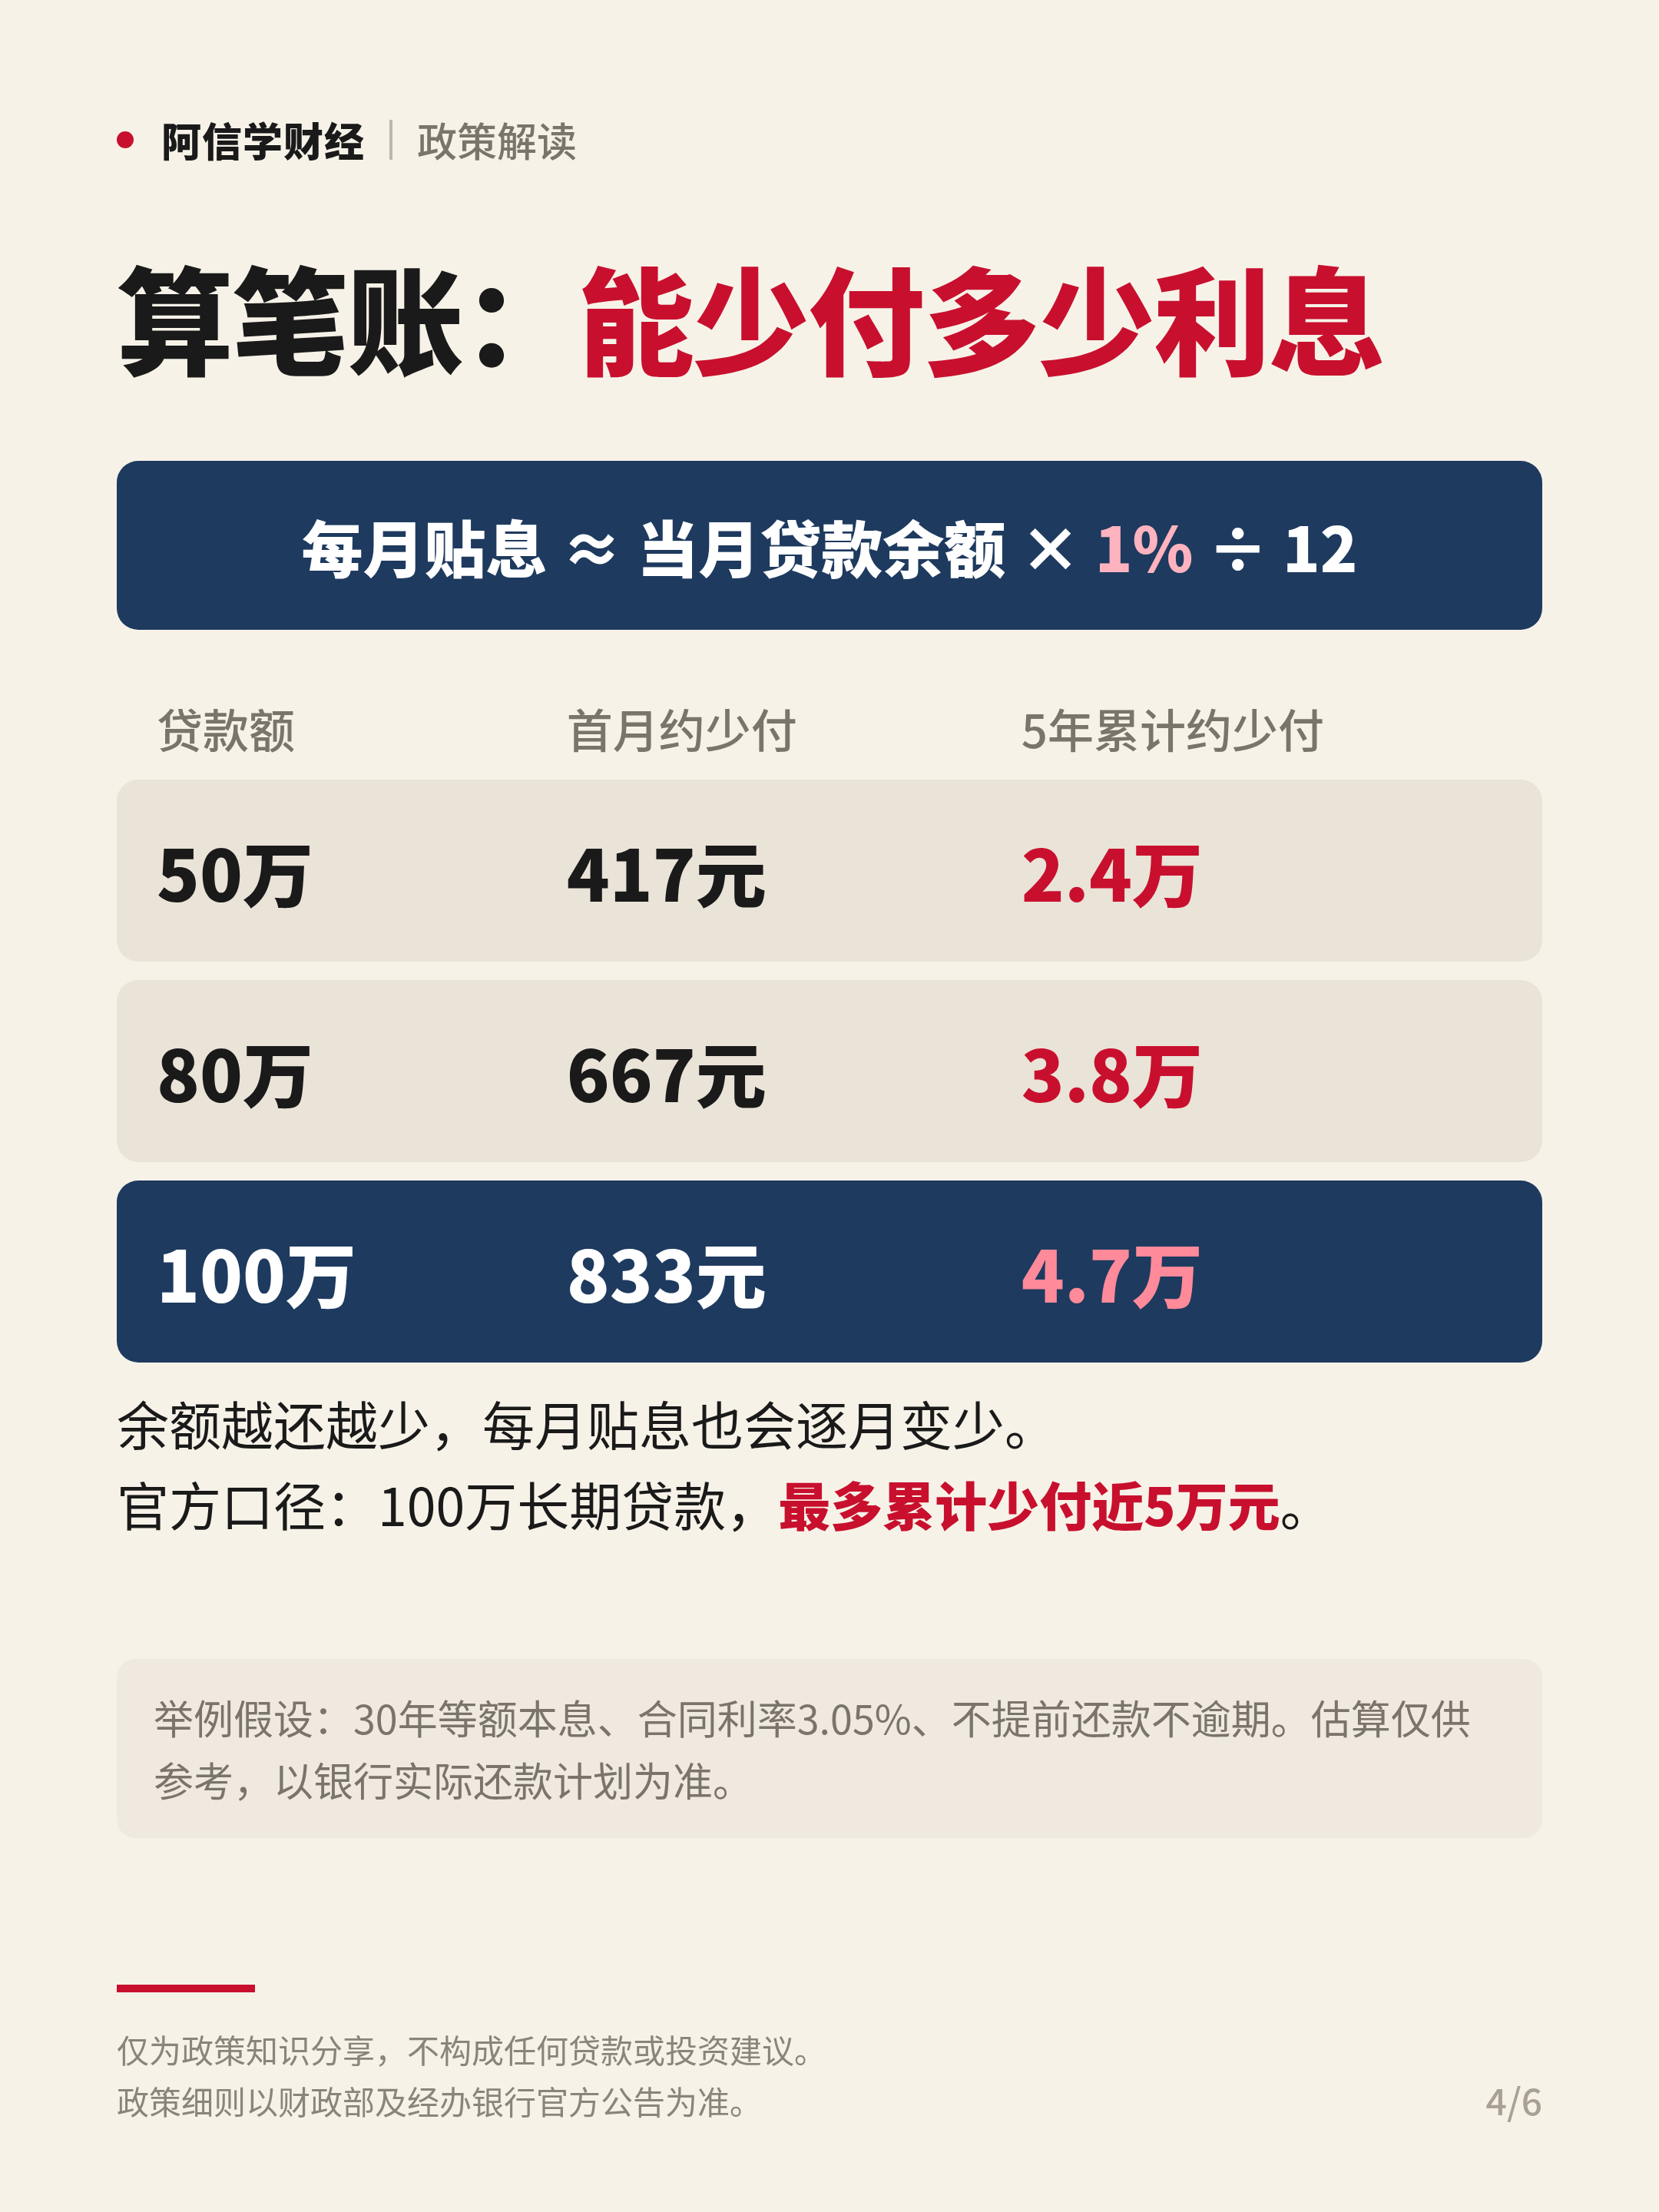 阿信学财经｜政策解读
算笔账：能少付多少利息
每月贴息 ≈ 当月贷款余额 × 1% ÷ 12
贷款额 首月约少付 5年累计约少付
50万 417元 2.4万
80万 667元 3.8万
100万 833元 4.7万
余额越还越少，每月贴息也会逐月变少。
官方口径：100万长期贷款，最多累计少付近5万元。
举例假设：30年等额本息、合同利率3.05%、不提前还款不逾期。估算仅供
参考，以银行实际还款计划为准。
仅为政策知识分享，不构成任何贷款或投资建议。
政策细则以财政部及经办银行官方公告为准。
4/6